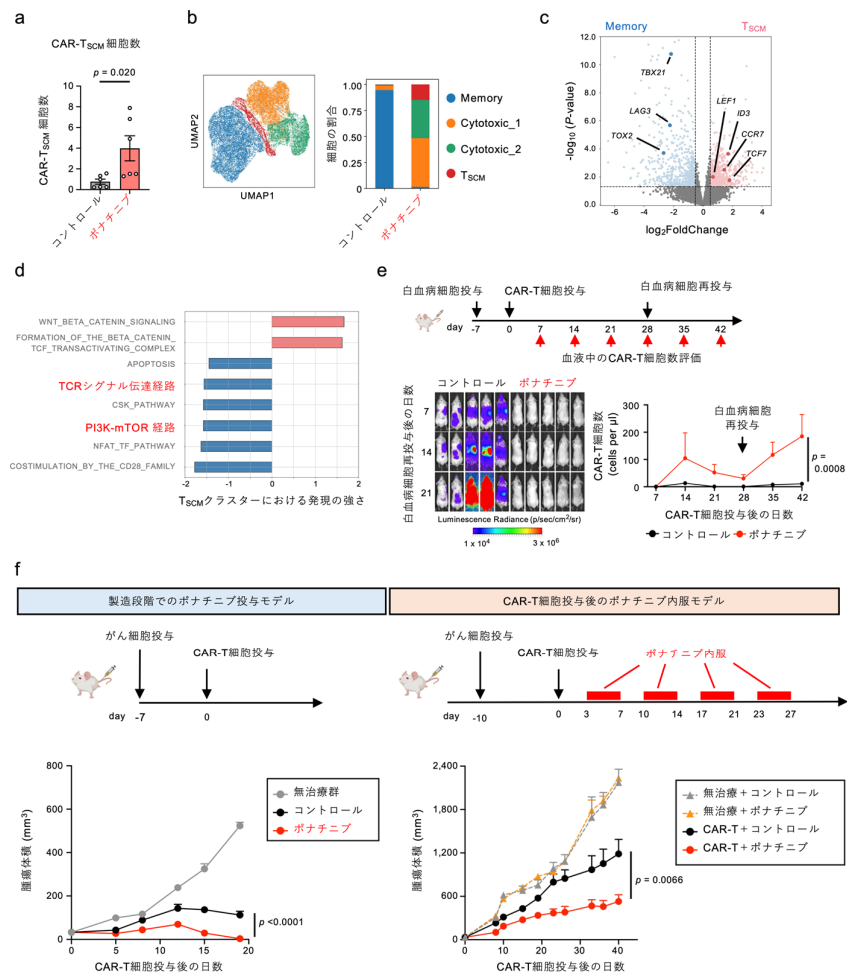 a
CAR-TSCM 細胞数
p = 0.020
CAR-TSCM 細胞数
10
8
6
4
2
0
コントロール
ポナチニブ
b
UMAP2
UMAP1
細胞の割合
1.00
0.75
0.50
0.25
0
コントロール
ポナチニブ
Memory
Cytotoxic_1
Cytotoxic_2
TSCM
c
Memory
TSCM
-log10 (P-value)
12.0
10.0
8.0
6.0
4.0
2.0
0.0
TBX21
LAG3
TOX2
LEF1
ID3
CCR7
TCF7
-6
-4
-2
0
2
4
log2FoldChange
d
WNT_BETA_CATENIN_SIGNALING
FORMATION_OF_THE_BETA_CATENIN_
TCF_TRANSACTIVATING_COMPLEX
APOPTOSIS
TCRシグナル伝達経路
CSK_PATHWAY
PI3K-mTOR 経路
NFAT_TF_PATHWAY
COSTIMULATION_BY_THE_CD28_FAMILY
-2
-1
0
1
2
TSCMクラスターにおける発現の強さ
e
白血病細胞投与
CAR-T細胞投与
白血病細胞再投与
day
-7
0
7
14
21
28
35
42
血液中のCAR-T細胞数評価
コントロール
ポナチニブ
白血病細胞再投与後の日数
7
14
21
Luminescence Radiance (p/sec/cm²/sr)
1 x 10⁴
3 x 10⁶
CAR-T細胞数
(cells per μl)
300
200
100
0
白血病細胞
再投与
p =
0.0008
7
14
21
28
35
42
CAR-T細胞投与後の日数
コントロール
ポナチニブ
f
製造段階でのポナチニブ投与モデル
がん細胞投与
CAR-T細胞投与
day
-7
0
腫瘍体積 (mm³)
800
600
400
200
0
無治療群
コントロール
ポナチニブ
p <0.0001
0
5
10
15
20
CAR-T細胞投与後の日数
CAR-T細胞投与後のポナチニブ内服モデル
がん細胞投与
CAR-T細胞投与
ポナチニブ内服
day
-10
0
3
7
10
14
17
21
23
27
腫瘍体積 (mm³)
2,400
1,800
1,200
600
0
無治療＋コントロール
無治療＋ポナチニブ
CAR-T＋コントロール
CAR-T＋ポナチニブ
p = 0.0066
0
10
20
30
40
CAR-T細胞投与後の日数